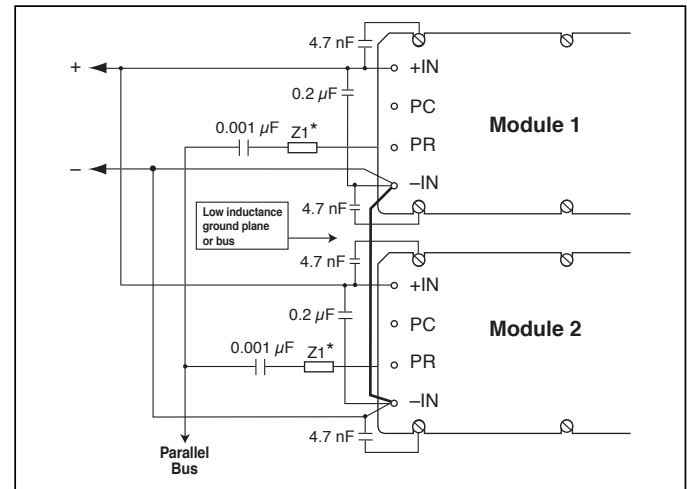 4.7 nF
+
+IN
0.2 µF
PC
Module 1
0.001 µF
Z1*
PR
–
–IN
4.7 nF
Low inductance
ground plane
or bus
4.7 nF
+IN
0.2 µF
PC
Module 2
0.001 µF
Z1*
PR
–IN
4.7 nF
Parallel
Bus